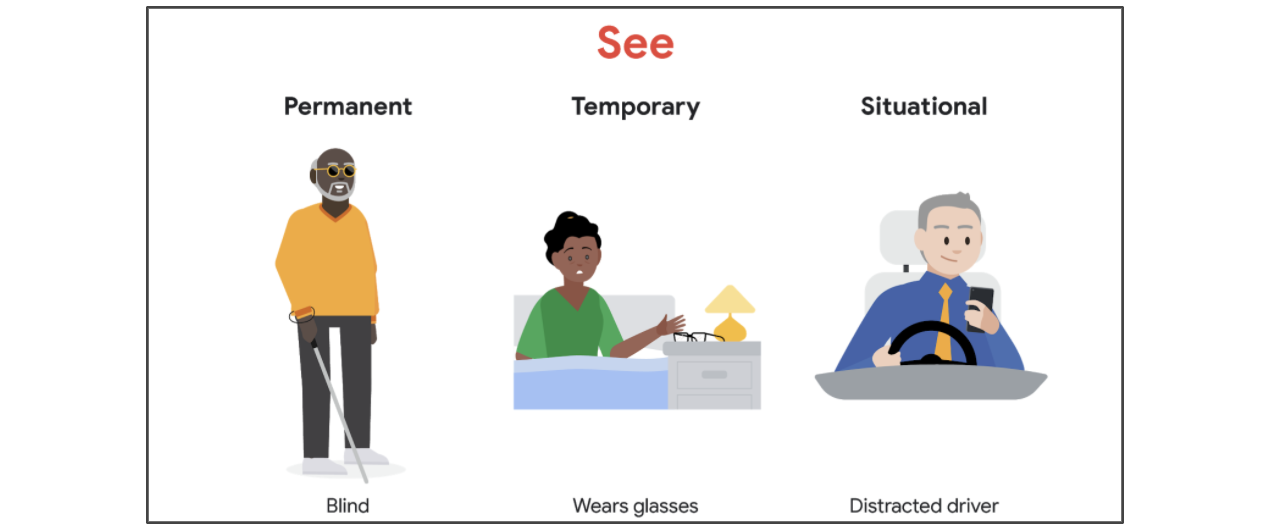 See
Permanent
Temporary
Situational
Blind
Wears glasses
Distracted driver